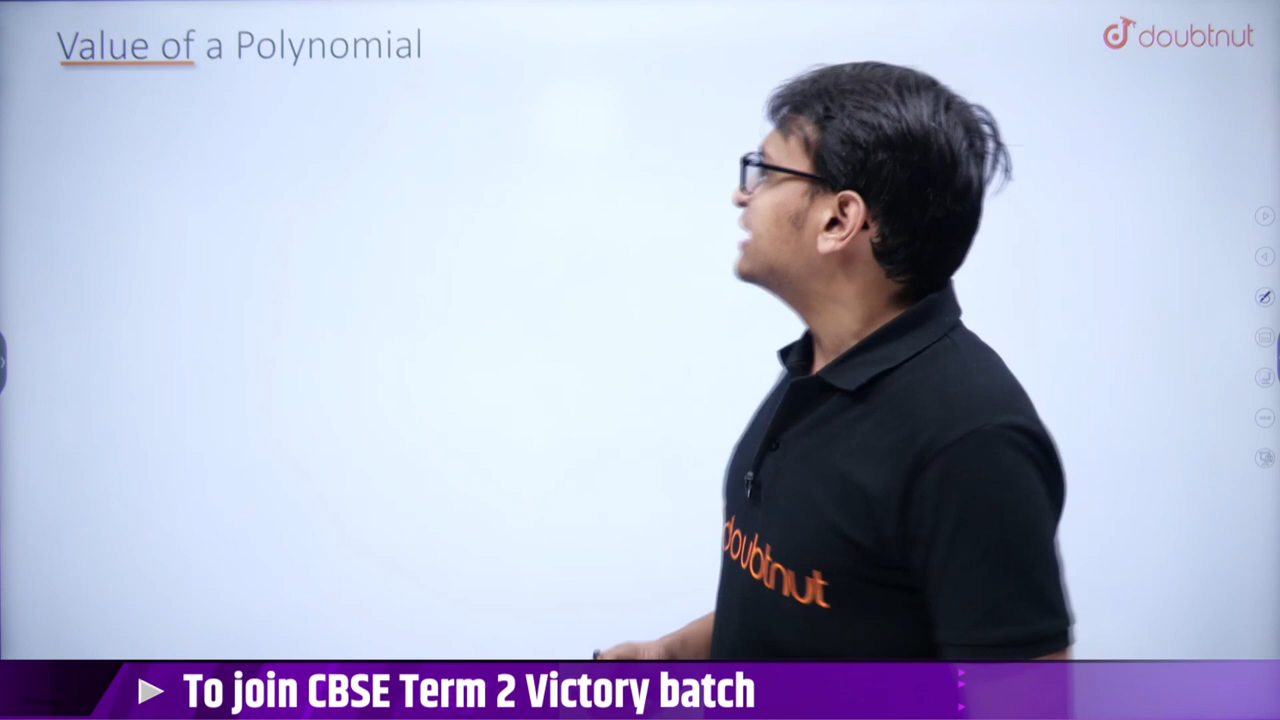 Value of a Polynomial
doubtnut
doubtnut
To join CBSE Term 2 Victory batch